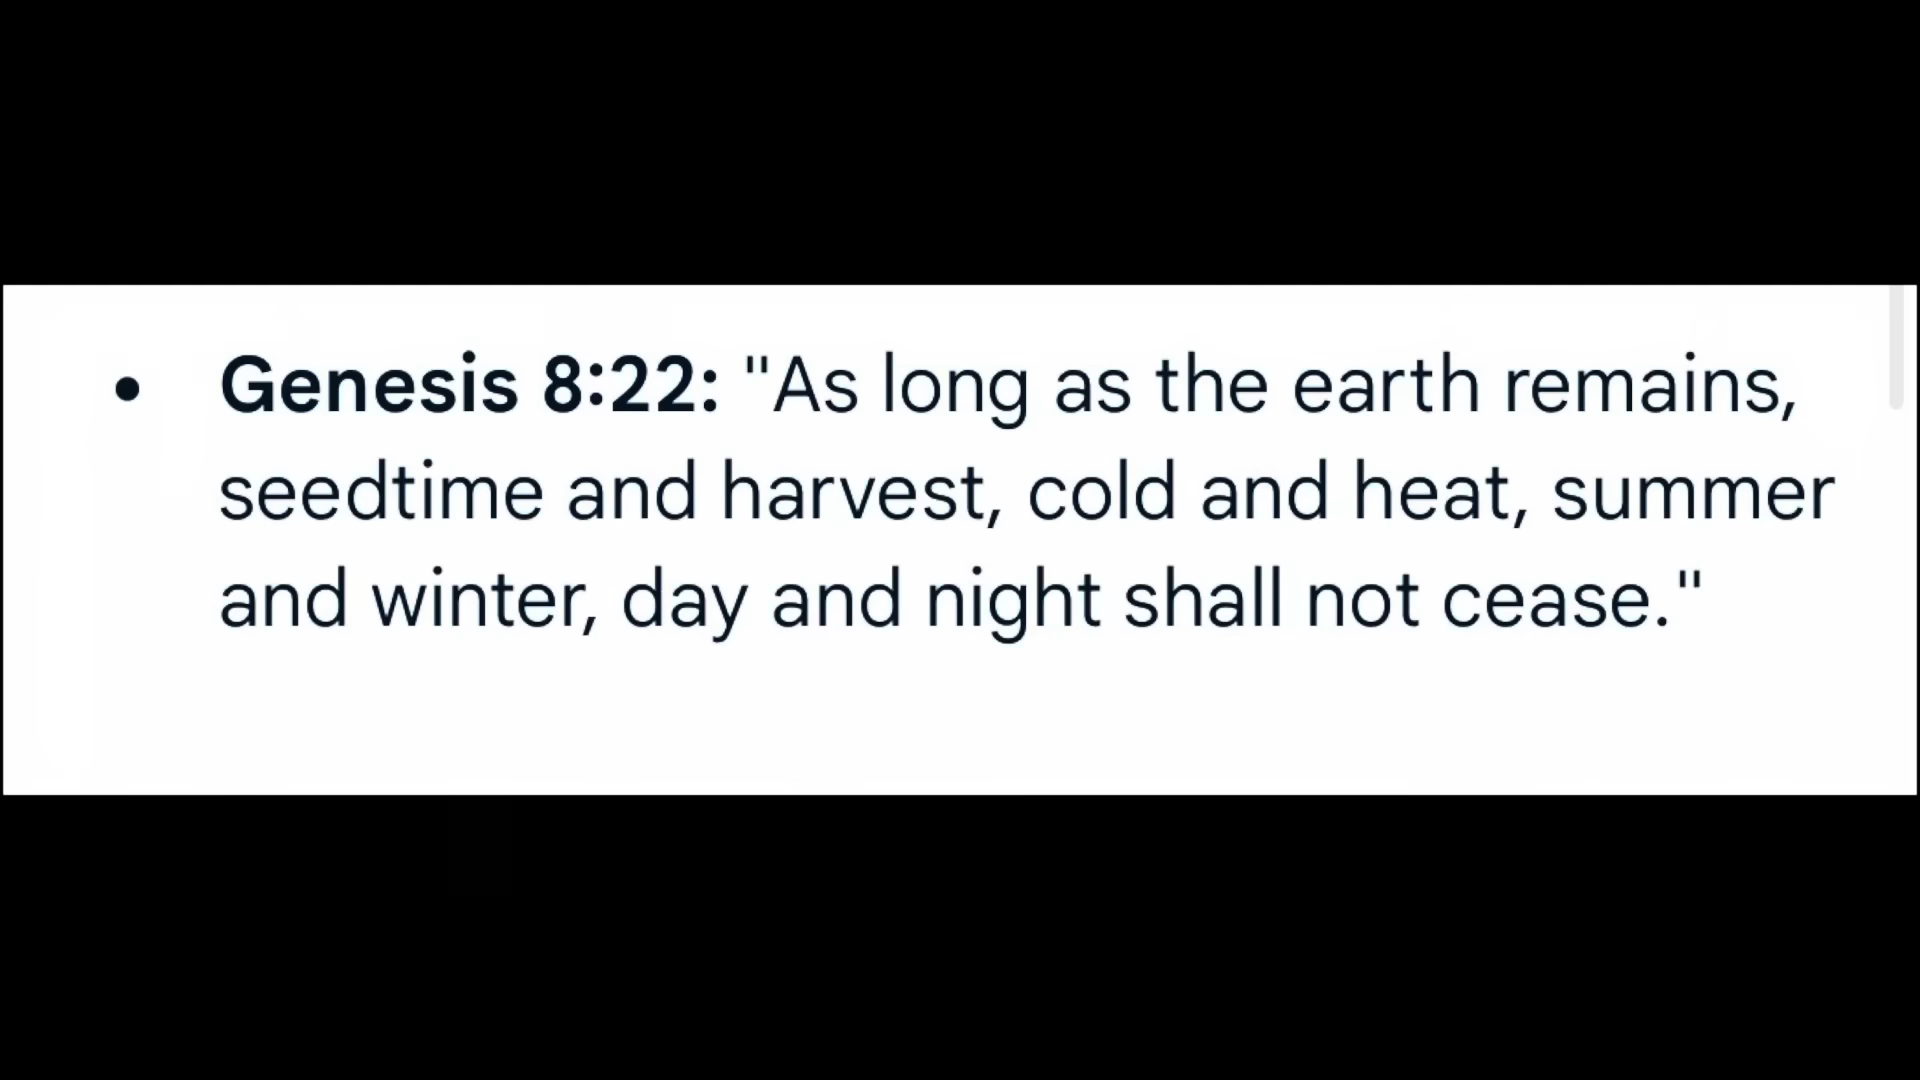 • Genesis 8:22: "As long as the earth remains,
seedtime and harvest, cold and heat, summer
and winter, day and night shall not cease."